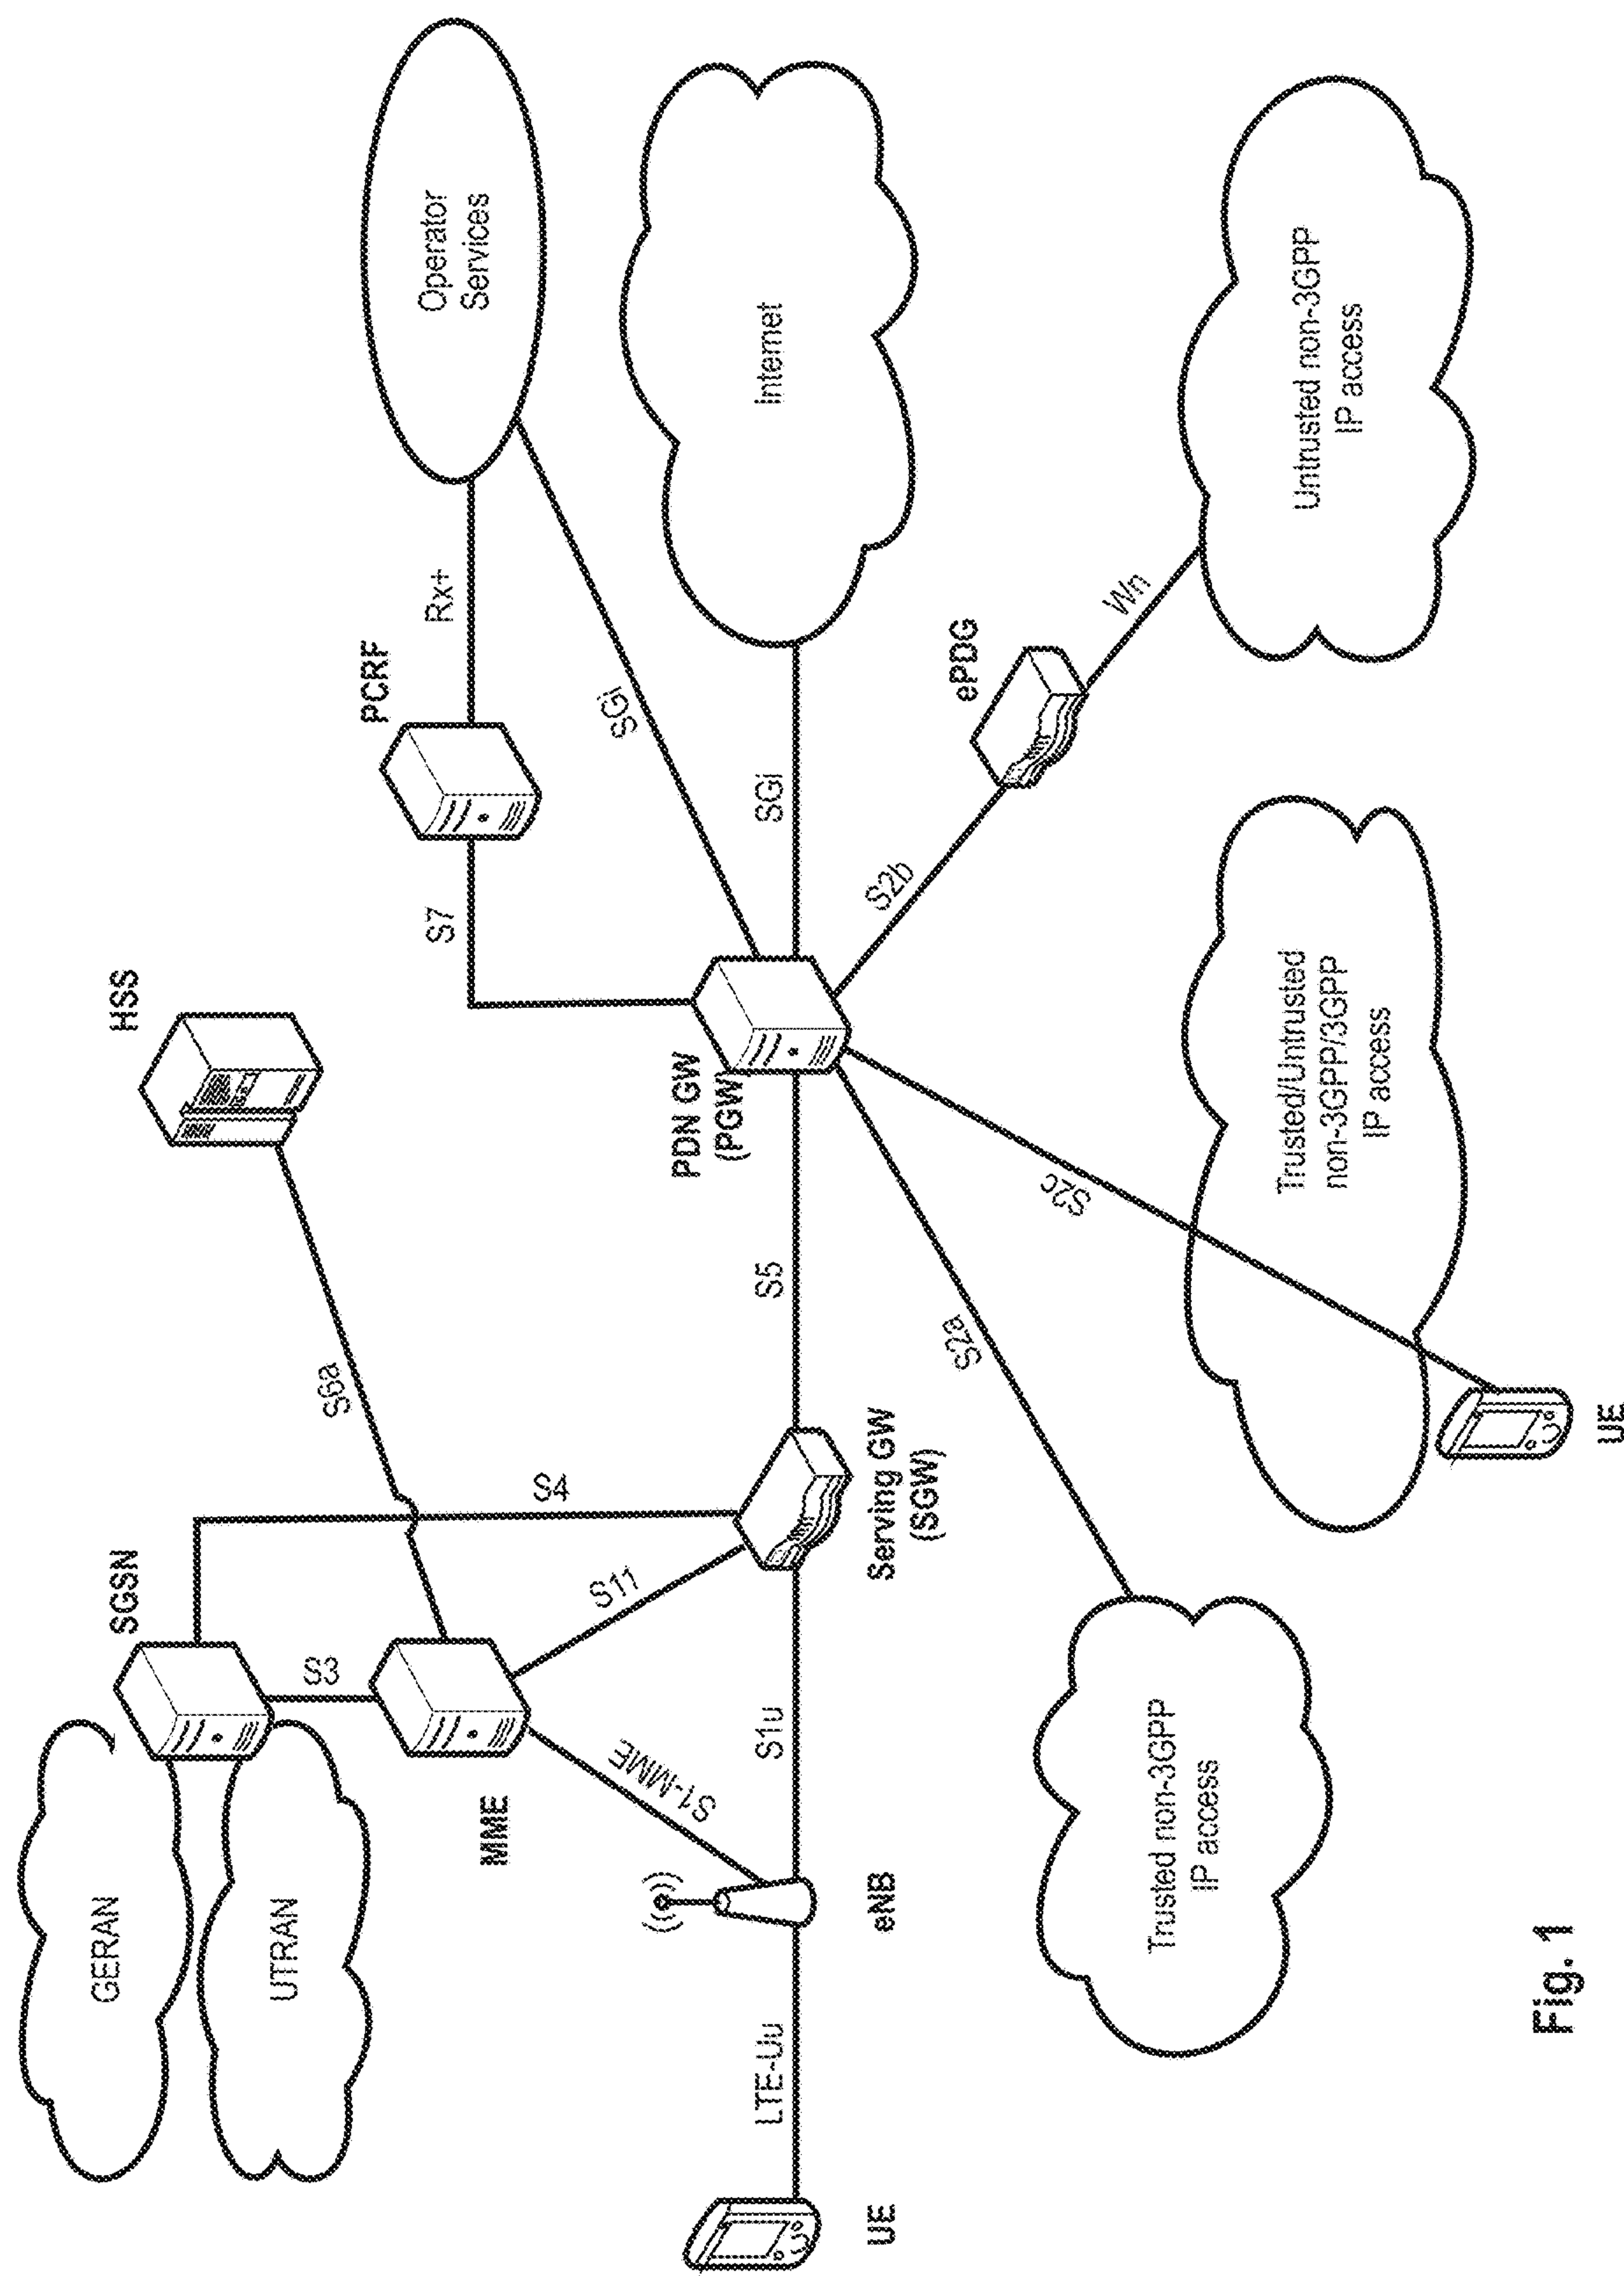 GERAN
UTRAN
SGSN
HSS
S3
S6a
PCRF
S7
Rx+
Operator
Services
MME
S4
S11
S1-MME
SGi
PDN GW
(PGW)
LTE-Uu
S1u
S5
SGi
Internet
UE
eNB
Serving GW
(SGW)
S2a
S2c
S2b
ePDG
Wn
Trusted non-3GPP
IP access
Trusted/Untrusted
non-3GPP/3GPP
IP access
Untrusted non-3GPP
IP access
UE
Fig. 1